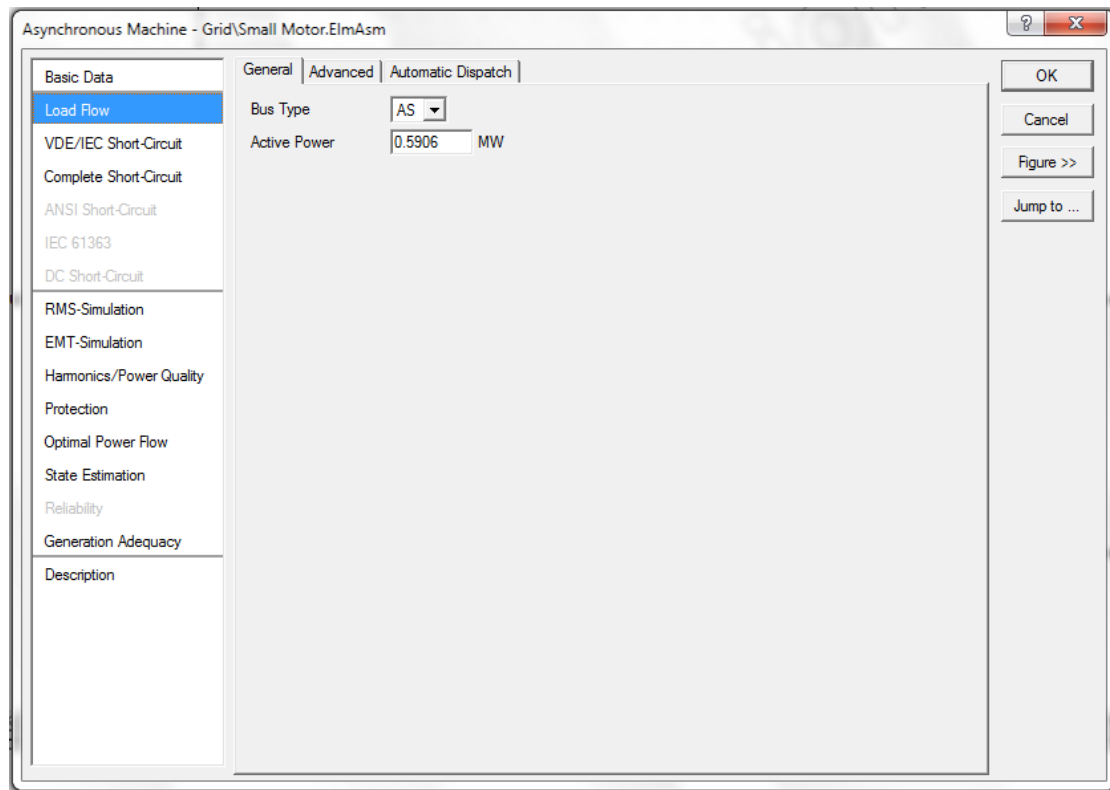 Asynchronous Machine - Grid\Small Motor.ElmAsm
Basic Data
Load Flow
VDE/IEC Short-Circuit
Complete Short-Circuit
ANSI Short-Circuit
IEC 61363
DC Short-Circuit
RMS-Simulation
EMT-Simulation
Harmonics/Power Quality
Protection
Optimal Power Flow
State Estimation
Reliability
Generation Adequacy
Description
General Advanced Automatic Dispatch
Bus Type AS
Active Power 0.5906 MW
OK
Cancel
Figure >>
Jump to ...